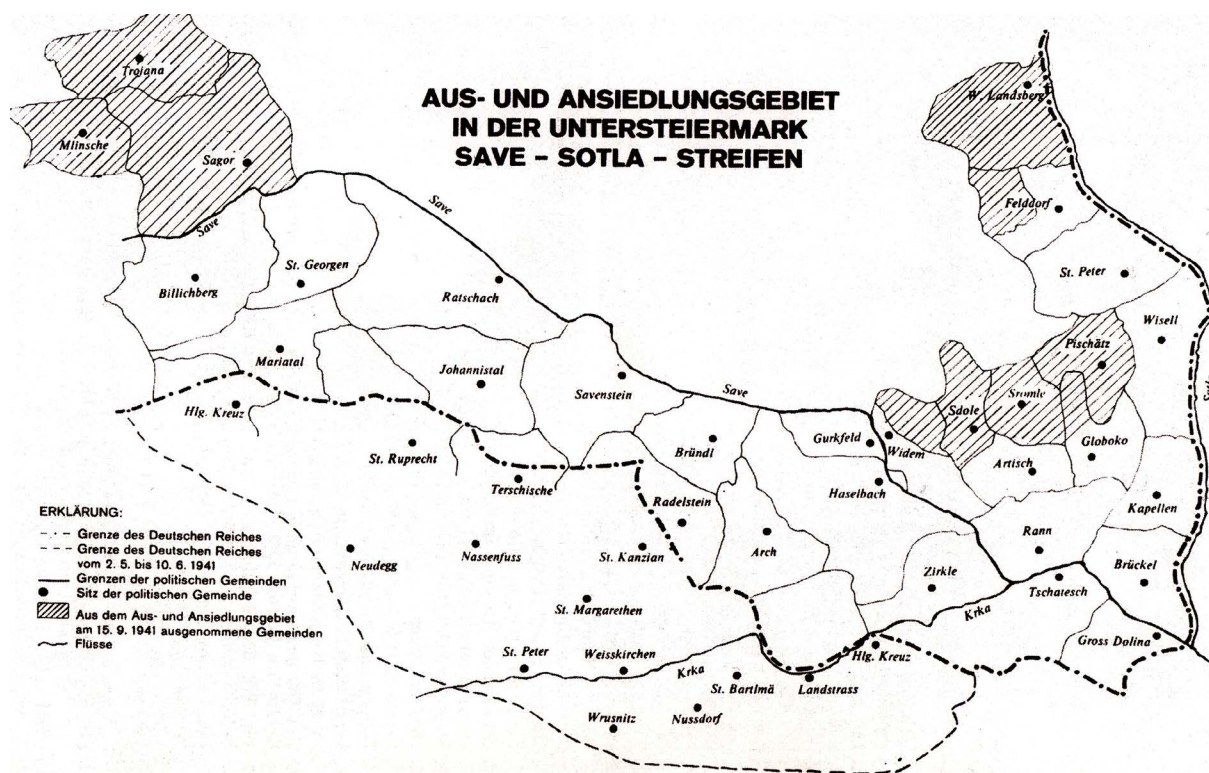 AUS- UND ANSIEDLUNGSGEBIET
IN DER UNTERSTEIERMARK
SAVE – SOTLA – STREIFEN
Trojana
Mlinsche
Sagor
W. Landsberg
Save
Save
Felddorf
Billichberg
St. Georgen
Ratschach
St. Peter
Wisell
Mariatal
Johannistal
Savenstein
Save
Pischätz
Sromle
Sdole
Hlg. Kreuz
St. Ruprecht
Terschische
Bründl
Gurkfeld
Widem
Artisch
Globoko
Haselbach
Kapellen
Radelstein
Neudegg
Nassenfuss
St. Kanzian
Arch
Rann
Zirkle
Tschatesch
Brückel
St. Margarethen
Krka
Gross Dolina
St. Peter
Weisskirchen
Krka
St. Bartlmä
Landstrass
Hlg. Kreuz
Wrusnitz
Nussdorf
ERKLÄRUNG:
Grenze des Deutschen Reiches
Grenze des Deutschen Reiches
vom 2. 5. bis 10. 6. 1941
Grenzen der politischen Gemeinden
Sitz der politischen Gemeinde
Aus dem Aus- und Ansiedlungsgebiet
am 15. 9. 1941 ausgenommene Gemeinden
Flüsse